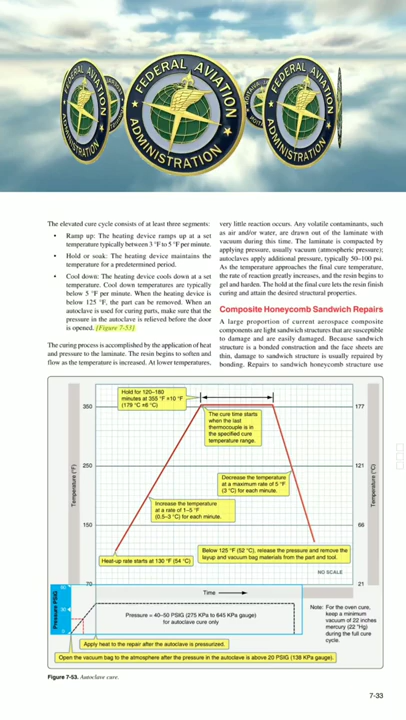 FEDERAL AVIATION
ADMINISTRATION
FEDERAL AVIATION
ADMINISTRATION
The elevated cure cycle consists of at least three segments:
• Ramp up: The heating device ramps up at a set
temperature typically between 3 °F to 5 °F per minute.
• Hold or soak: The heating device maintains the
temperature for a predetermined period.
• Cool down: The heating device cools down at a set
temperature. Cool down temperatures are typically
below 5 °F per minute. When the heating device is
below 125 °F, the part can be removed. When an
autoclave is used for curing parts, make sure that the
pressure in the autoclave is relieved before the door
is opened. [Figure 7-53]
The curing process is accomplished by the application of heat
and pressure to the laminate. The resin begins to soften and
flow as the temperature is increased. At lower temperatures,
very little reaction occurs. Any volatile contaminants, such
as air and/or water, are drawn out of the laminate with
vacuum during this time. The laminate is compacted by
applying pressure, usually vacuum (atmospheric pressure);
autoclaves apply additional pressure, typically 50–100 psi.
As the temperature approaches the final cure temperature,
the rate of reaction greatly increases, and the resin begins to
gel and harden. The hold at the final cure lets the resin finish
curing and attain the desired structural properties.
Composite Honeycomb Sandwich Repairs
A large proportion of current aerospace composite
components are light sandwich structures that are susceptible
to damage and are easily damaged. Because sandwich
structure is a bonded construction and the face sheets are
thin, damage to sandwich structure is usually repaired by
bonding. Repairs to sandwich honeycomb structure use
Hold for 120–180
minutes at 355 °F +10 °F
(179 °C +6 °C)
350
177
The cure time starts
when the last
thermocouple is in
the specified cure
temperature range.
250
121
Temperature (°F)
Temperature (°C)
Decrease the temperature
at a maximum rate of 5 °F
(3 °C) for each minute.
Increase the temperature
at a rate of 1–5 °F
(0.5–3 °C) for each minute.
150
66
Below 125 °F (52 °C), release the pressure and remove the
layup and vacuum bag materials from the part and tool.
Heat-up rate starts at 130 °F (54 °C)
NO SCALE
70
21
Time
Pressure PSIG
0
Pressure = 40–50 PSIG (275 KPa to 645 KPa gauge)
for autoclave cure only
Note: For the oven cure,
keep a minimum
vacuum of 22 inches
mercury (22 "Hg)
during the full cure
cycle.
Apply heat to the repair after the autoclave is pressurized.
Open the vacuum bag to the atmosphere after the pressure in the autoclave is above 20 PSIG (138 KPa gauge).
Figure 7-53. Autoclave cure.
7-33